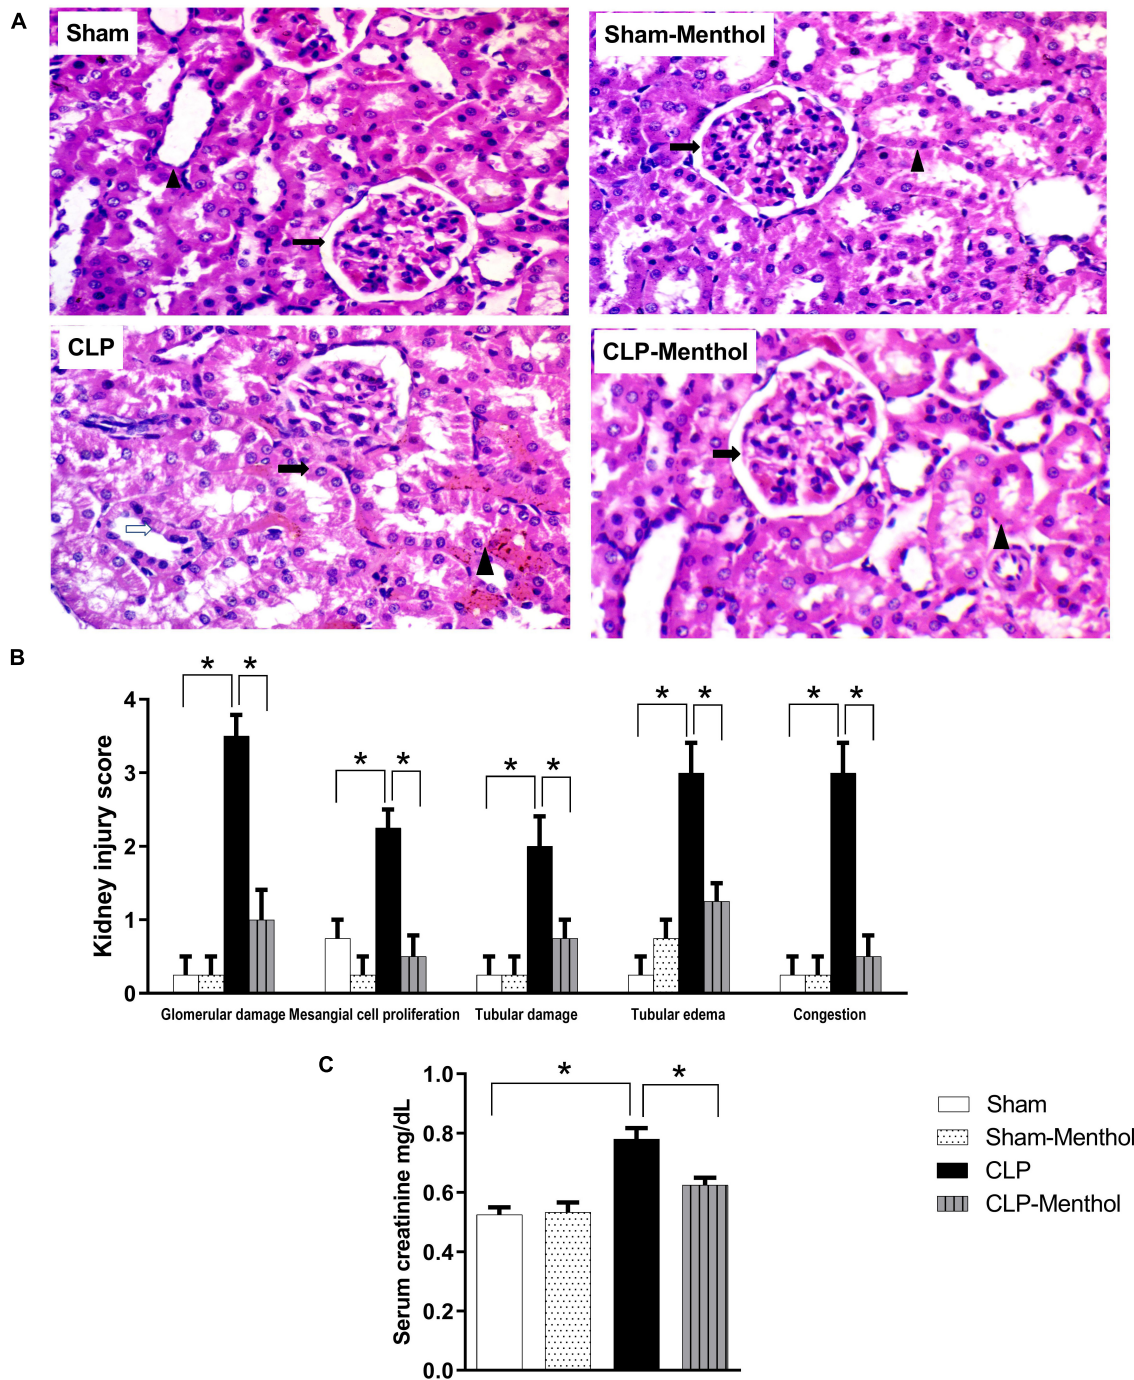 A
Sham
Sham-Menthol
CLP
CLP-Menthol
B
* * * * * * * * * *
Kidney injury score
4
3
2
1
0
Glomerular damage Mesangial cell proliferation Tubular damage Tubular edema Congestion
C
* *
Serum creatinine mg/dL
1.0
0.8
0.6
0.4
0.2
0.0
Sham
Sham-Menthol
CLP
CLP-Menthol